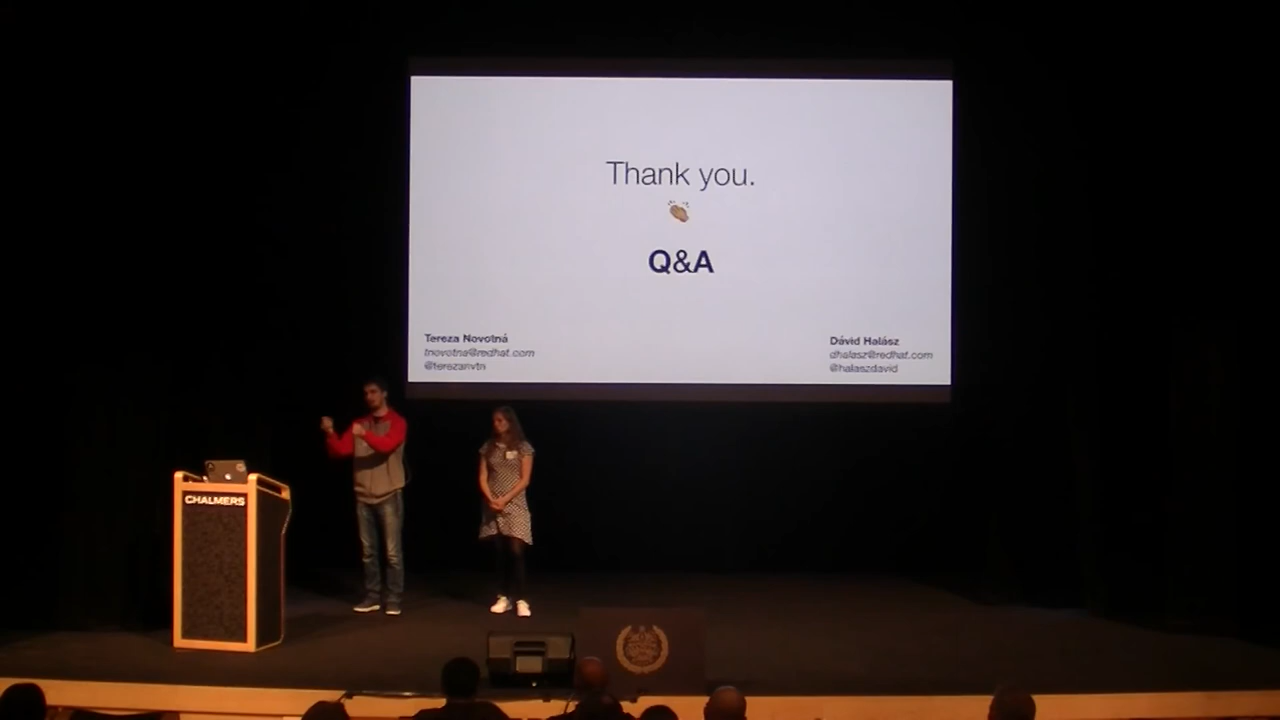 Thank you.
Q&A
Tereza Novotná
tnovotna@redhat.com
@terezanvtn
Dávid Halász
dhalasz@redhat.com
@halaszdavid
CHALMERS